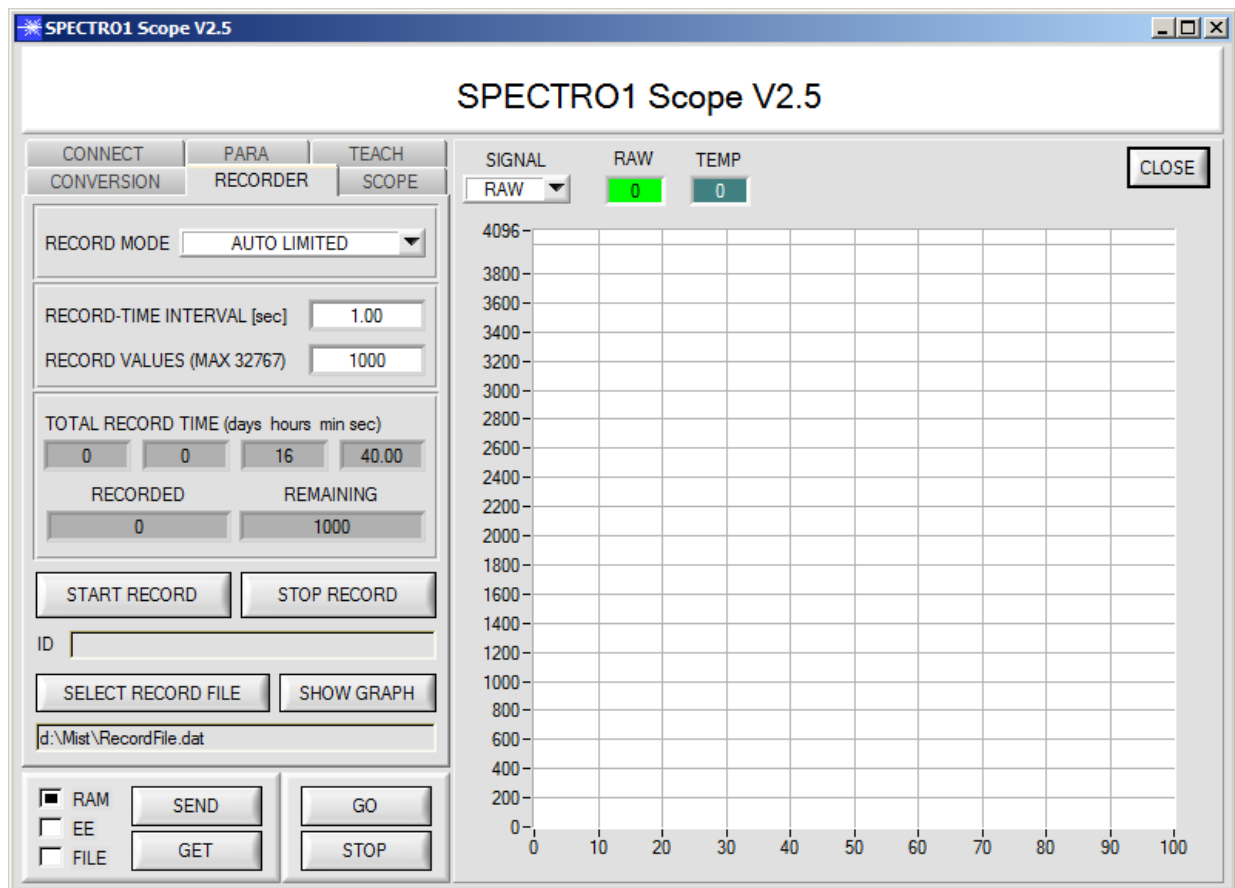 SPECTRO1 Scope V2.5
SPECTRO1 Scope V2.5
CONNECT PARA TEACH
CONVERSION RECORDER SCOPE
RECORD MODE AUTO LIMITED
RECORD-TIME INTERVAL [sec] 1.00
RECORD VALUES (MAX 32767) 1000
TOTAL RECORD TIME (days hours min sec)
0 0 16 40.00
RECORDED REMAINING
0 1000
START RECORD STOP RECORD
ID
SELECT RECORD FILE SHOW GRAPH
d:\Mist\RecordFile.dat
RAM
EE
FILE
SEND
GET
GO
STOP
SIGNAL RAW TEMP
RAW 0 0
CLOSE
4096
3800
3600
3400
3200
3000
2800
2600
2400
2200
2000
1800
1600
1400
1200
1000
800
600
400
200
0
0 10 20 30 40 50 60 70 80 90 100